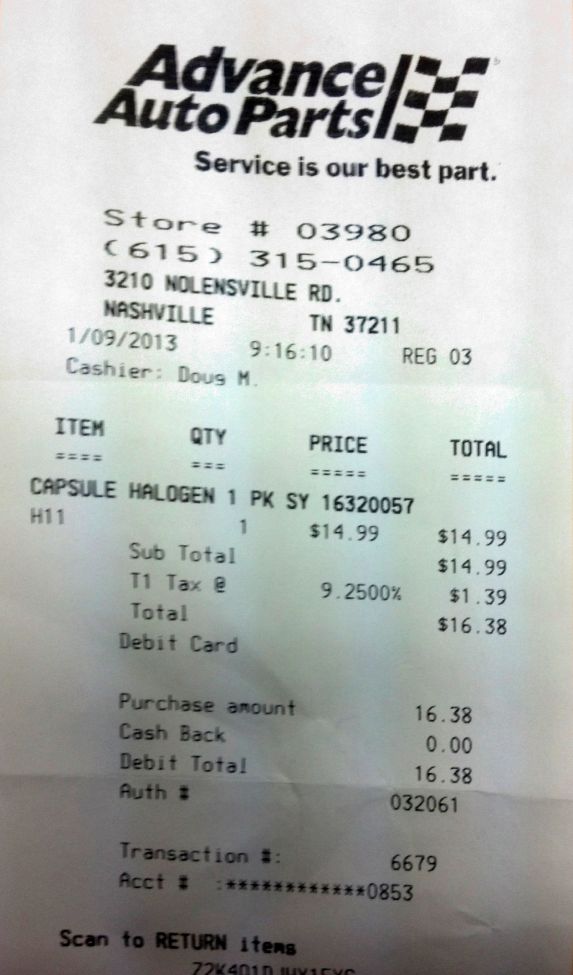 Advance
Auto Parts
Service is our best part.
Store # 03980
(615) 315-0465
3210 NOLENSVILLE RD.
NASHVILLE TN 37211
1/09/2013 9:16:10 REG 03
Cashier: Doug M.
ITEM QTY PRICE TOTAL
==== === ===== =====
CAPSULE HALOGEN 1 PK SY 16320057
H11 1 $14.99 $14.99
Sub Total $14.99
T1 Tax @ 9.2500% $1.39
Total $16.38
Debit Card
Purchase amount 16.38
Cash Back 0.00
Debit Total 16.38
Auth # 032061
Transaction #: 6679
Acct # :************0853
Scan to RETURN items